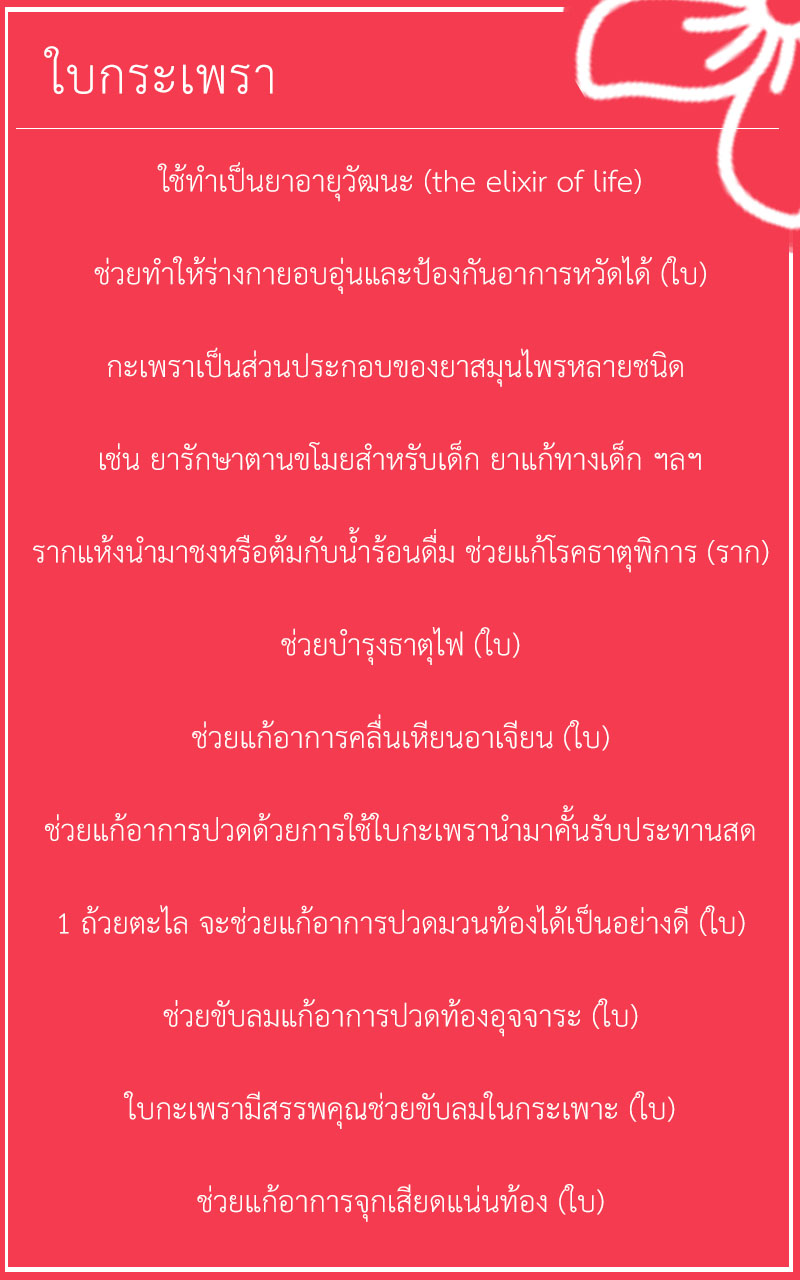 ใบกระเพรา
ใช้ทำเป็นยาอายุวัฒนะ (the elixir of life)
ช่วยทำให้ร่างกายอบอุ่นและป้องกันอาการหวัดได้ (ใบ)
กะเพราเป็นส่วนประกอบของยาสมุนไพรหลายชนิด
เช่น ยารักษาตานขโมยสำหรับเด็ก ยาแก้ทางเด็ก ฯลฯ
รากแห้งนำมาชงหรือต้มกับน้ำร้อนดื่ม ช่วยแก้โรคธาตุพิการ (ราก)
ช่วยบำรุงธาตุไฟ (ใบ)
ช่วยแก้อาการคลื่นเหียนอาเจียน (ใบ)
ช่วยแก้อาการปวดด้วยการใช้ใบกะเพรานำมาคั้นรับประทานสด
1 ถ้วยตะไล จะช่วยแก้อาการปวดมวนท้องได้เป็นอย่างดี (ใบ)
ช่วยขับลมแก้อาการปวดท้องอุจจาระ (ใบ)
ใบกะเพรามีสรรพคุณช่วยขับลมในกระเพาะ (ใบ)
ช่วยแก้อาการจุกเสียดแน่นท้อง (ใบ)